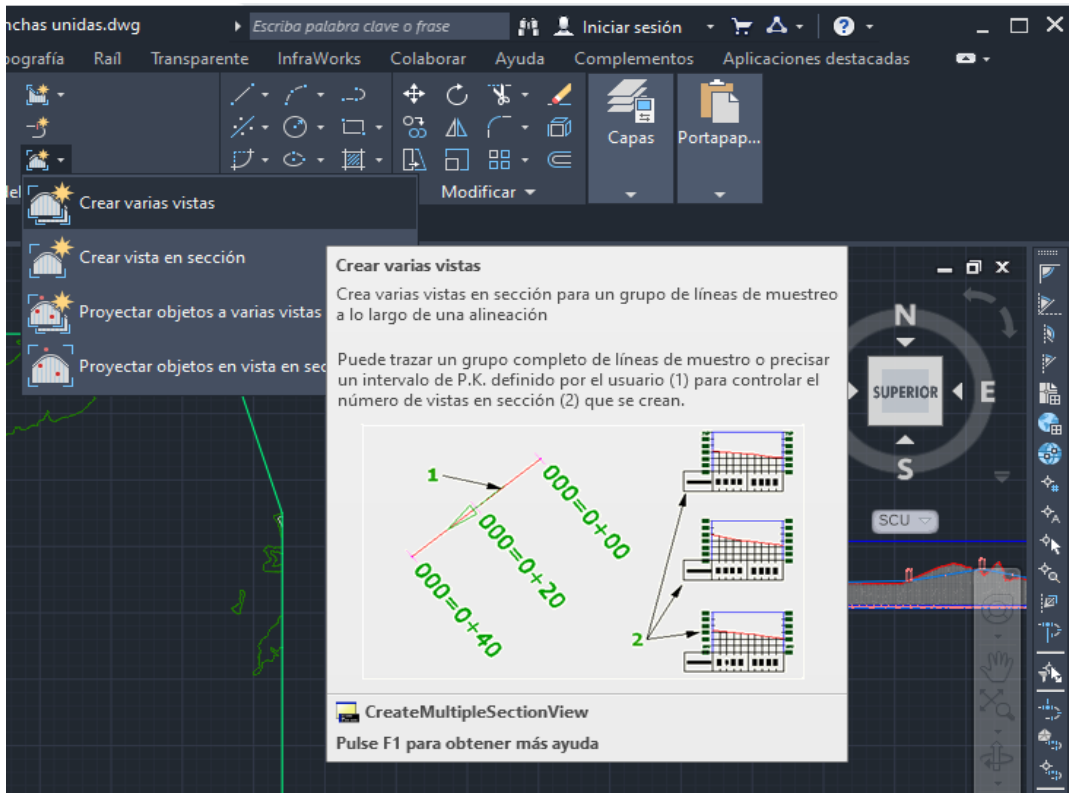 nchas unidas.dwg
Escriba palabra clave o frase
Iniciar sesión
Raíl Transparente InfraWorks Colaborar Ayuda Complementos Aplicaciones destacadas
Capas
Portapap...
Modificar
Crear varias vistas
Crear vista en sección
Proyectar objetos a varias vistas
Proyectar objetos en vista en sec
Crear varias vistas
Crea varias vistas en sección para un grupo de líneas de muestreo
a lo largo de una alineación
Puede trazar un grupo completo de líneas de muestro o precisar
un intervalo de P.K. definido por el usuario (1) para controlar el
número de vistas en sección (2) que se crean.
1
000=0+00
000=0+20
000=0+40
2
CreateMultipleSectionView
Pulse F1 para obtener más ayuda
N
SUPERIOR
E
S
SCU